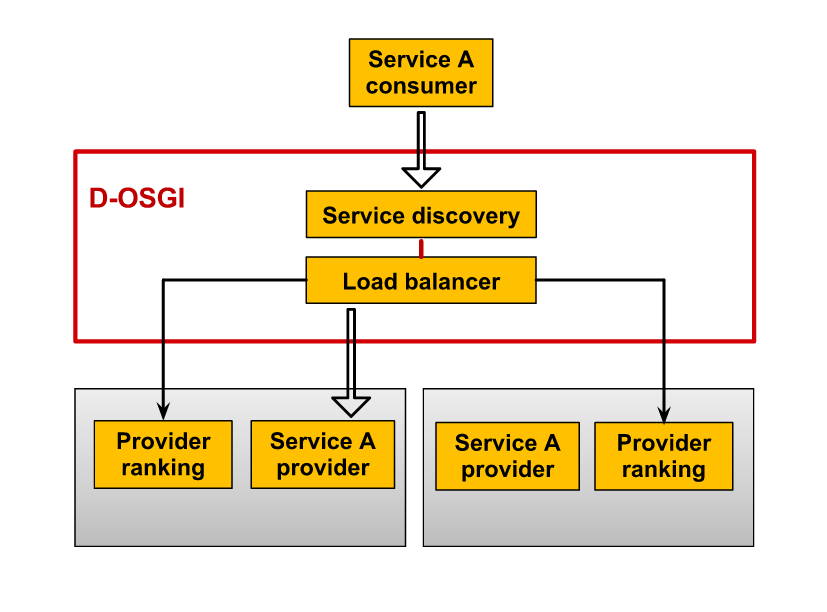 Service A
consumer
D-OSGI
Service discovery
Load balancer
Provider
ranking
Service A
provider
Service A
provider
Provider
ranking